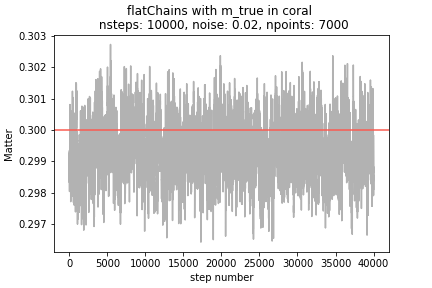 flatChains with m_true in coral
nsteps: 10000, noise: 0.02, npoints: 7000
0.303
0.302
0.301
0.300
0.299
0.298
0.297
Matter
0 5000 10000 15000 20000 25000 30000 35000 40000
step number